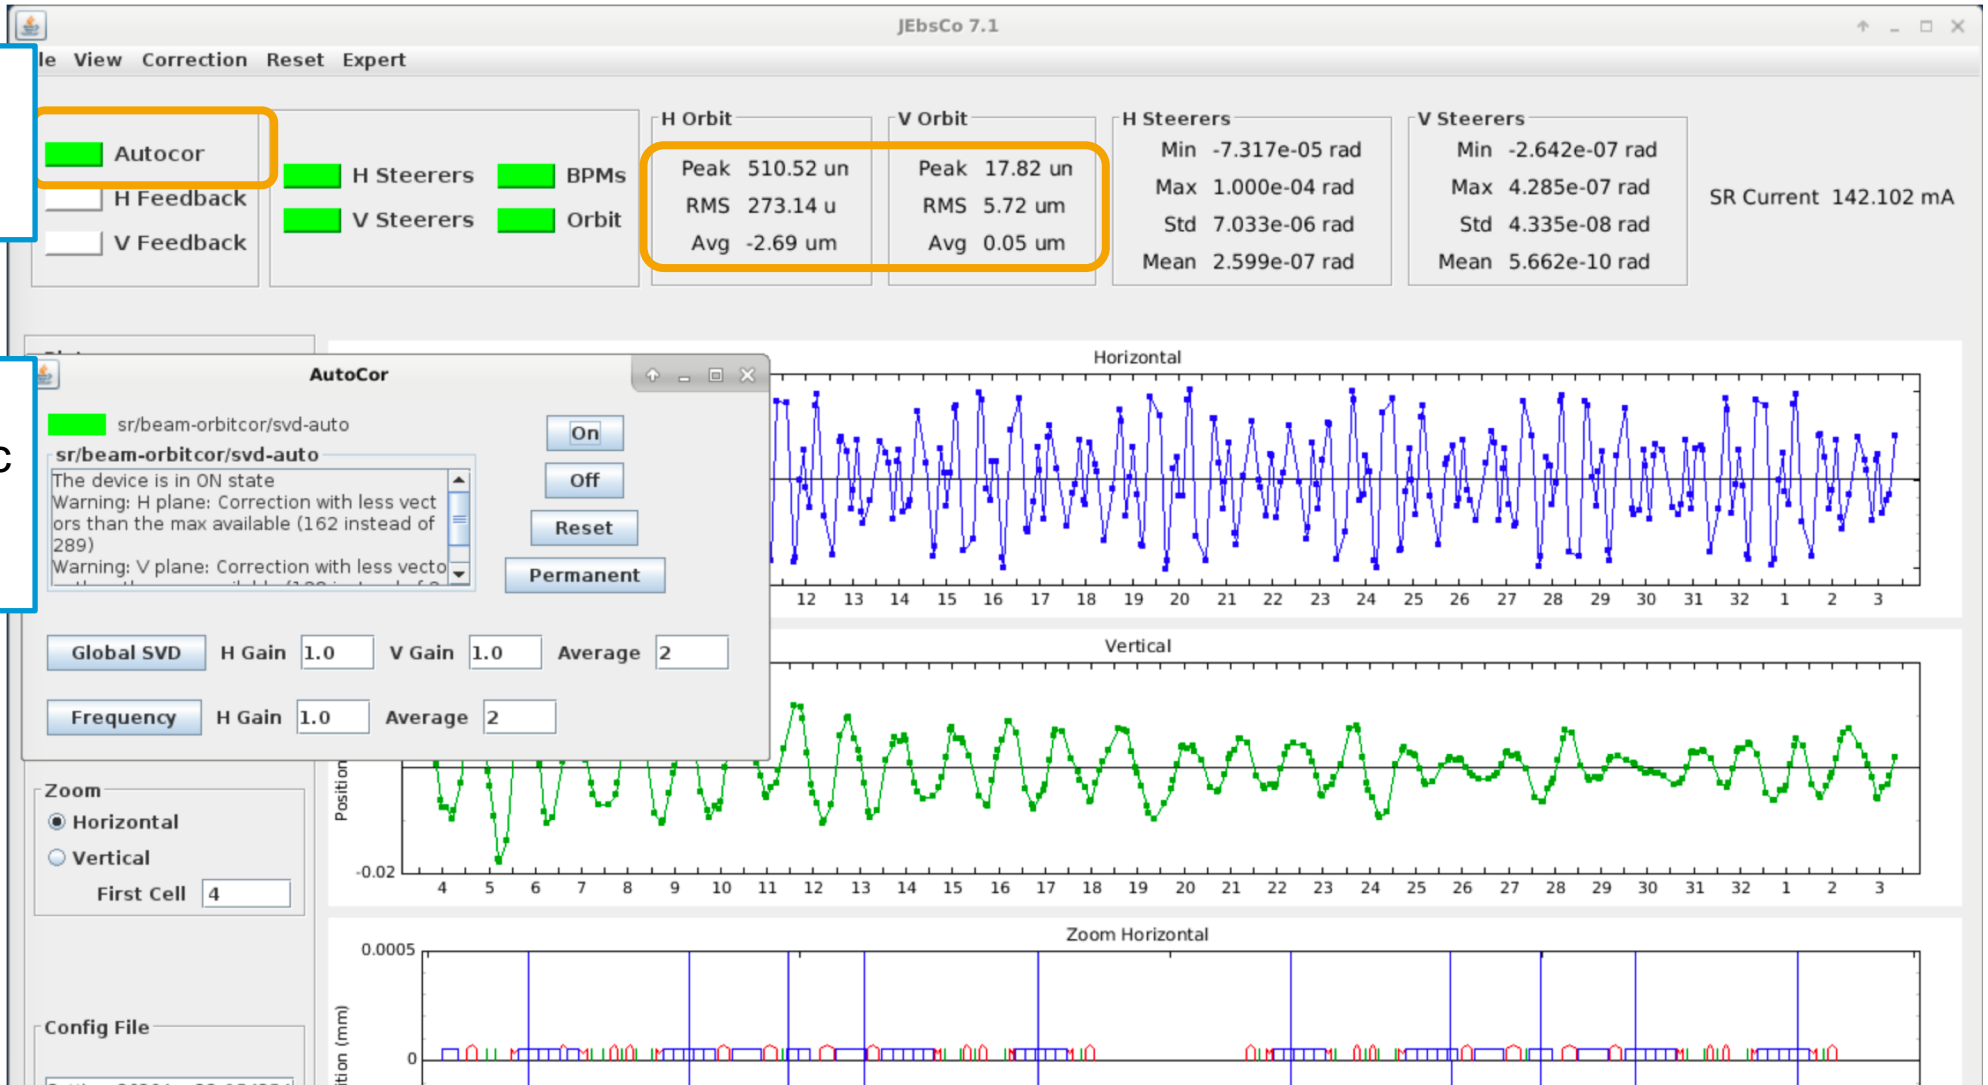 JEbsCo 7.1
le View Correction Reset Expert
Autocor
H Feedback
V Feedback
H Steerers BPMs
V Steerers Orbit
H Orbit
Peak 510.52 un
RMS 273.14 u
Avg -2.69 um
V Orbit
Peak 17.82 un
RMS 5.72 um
Avg 0.05 um
H Steerers
Min -7.317e-05 rad
Max 1.000e-04 rad
Std 7.033e-06 rad
Mean 2.599e-07 rad
V Steerers
Min -2.642e-07 rad
Max 4.285e-07 rad
Std 4.335e-08 rad
Mean 5.662e-10 rad
SR Current 142.102 mA
c
AutoCor
sr/beam-orbitcor/svd-auto
sr/beam-orbitcor/svd-auto
The device is in ON state
Warning: H plane: Correction with less vect
ors than the max available (162 instead of
289)
Warning: V plane: Correction with less vecto
On
Off
Reset
Permanent
Global SVD H Gain 1.0 V Gain 1.0 Average 2
Frequency H Gain 1.0 Average 2
Horizontal
12 13 14 15 16 17 18 19 20 21 22 23 24 25 26 27 28 29 30 31 32 1 2 3
Vertical
Position
-0.02
4 5 6 7 8 9 10 11 12 13 14 15 16 17 18 19 20 21 22 23 24 25 26 27 28 29 30 31 32 1 2 3
Zoom
Horizontal
Vertical
First Cell 4
Zoom Horizontal
0.0005
0
ition (mm)
Config File